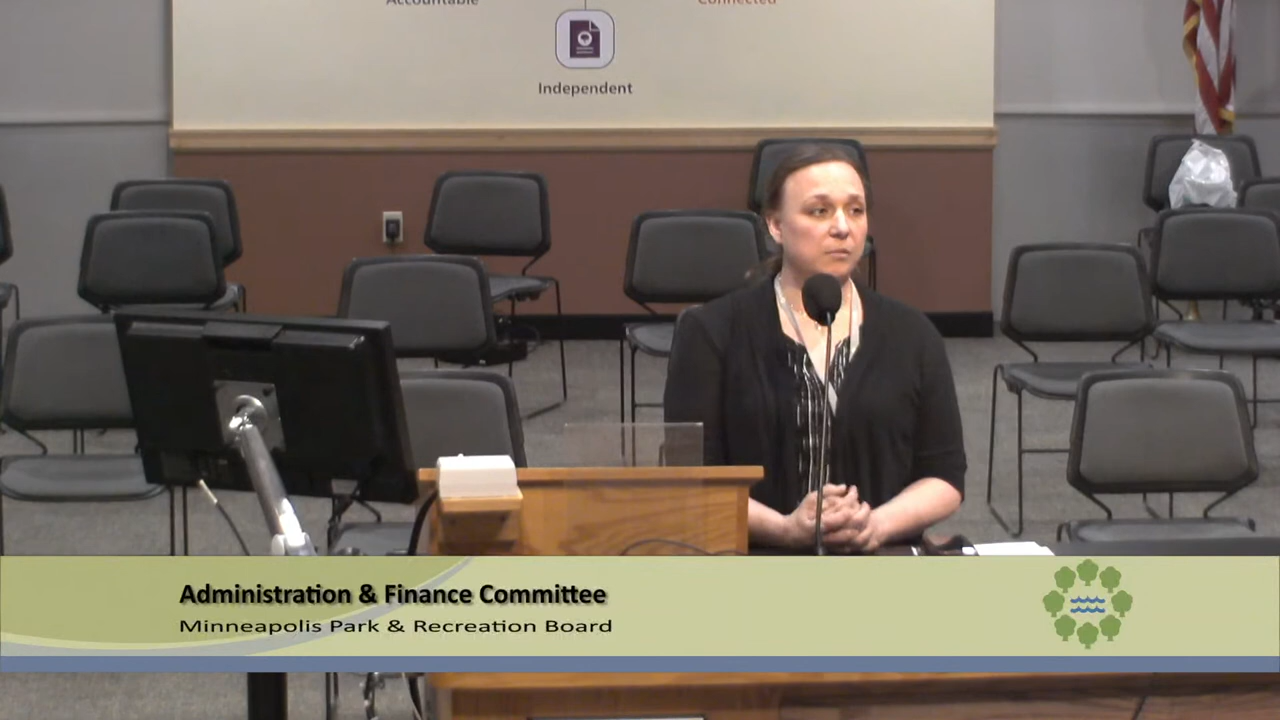 Accountable
Connected
Independent
Administration & Finance Committee
Minneapolis Park & Recreation Board